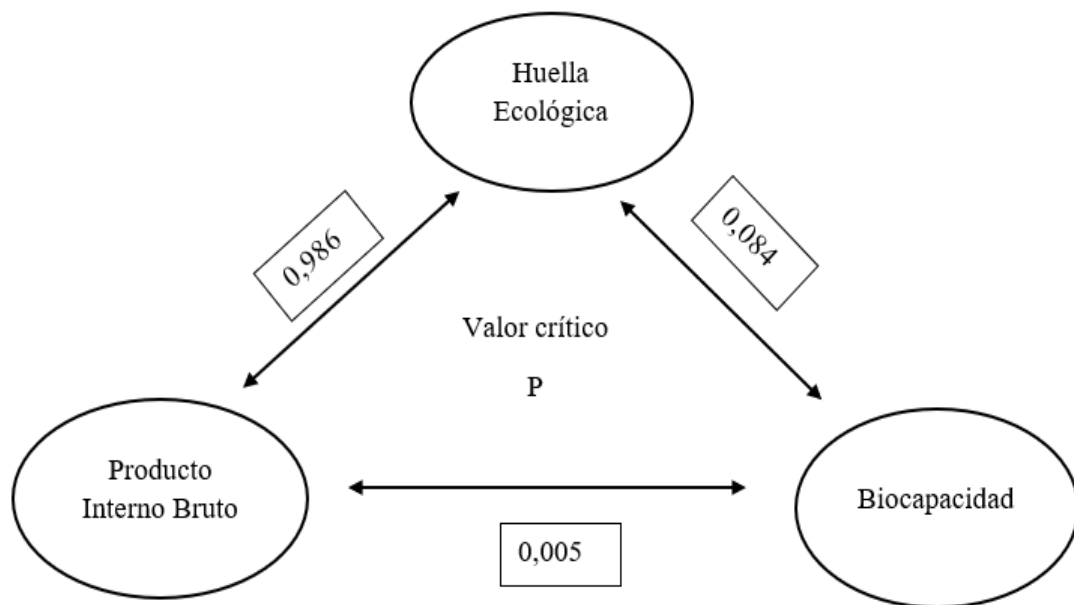 Huella
Ecológica
0,986
0,084
Valor crítico
P
Producto
Interno Bruto
Biocapacidad
0,005